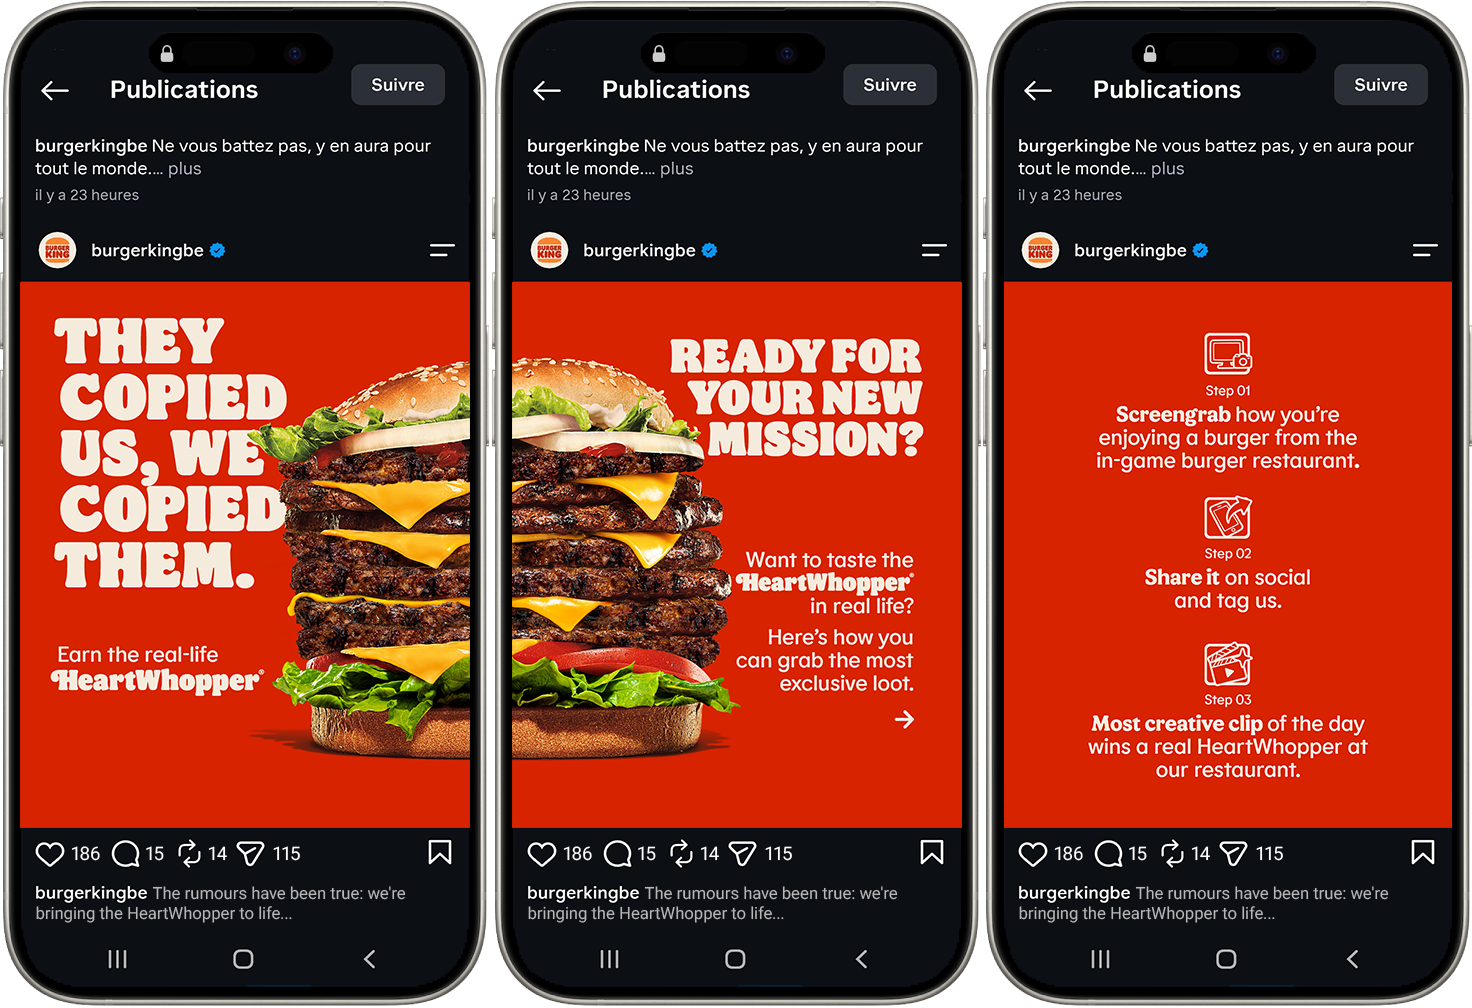 Publications
Suivre
burgerkingbe Ne vous battez pas, y en aura pour
tout le monde.... plus
il y a 23 heures
BURGER
KING
burgerkingbe
THEY
COPIED
US, WE
COPIED
THEM.
Earn the real-life
HeartWhopper®
186
15
14
115
burgerkingbe The rumours have been true: we're
bringing the HeartWhopper to life...
Publications
Suivre
burgerkingbe Ne vous battez pas, y en aura pour
tout le monde.... plus
il y a 23 heures
BURGER
KING
burgerkingbe
READY FOR
YOUR NEW
MISSION?
Want to taste the
HeartWhopper®
in real life?
Here's how you
can grab the most
exclusive loot.
186
15
14
115
burgerkingbe The rumours have been true: we're
bringing the HeartWhopper to life...
Publications
Suivre
burgerkingbe Ne vous battez pas, y en aura pour
tout le monde.... plus
il y a 23 heures
BURGER
KING
burgerkingbe
Step 01
Screengrab how you're
enjoying a burger from the
in-game burger restaurant.
Step 02
Share it on social
and tag us.
Step 03
Most creative clip of the day
wins a real HeartWhopper at
our restaurant.
186
15
14
115
burgerkingbe The rumours have been true: we're
bringing the HeartWhopper to life...